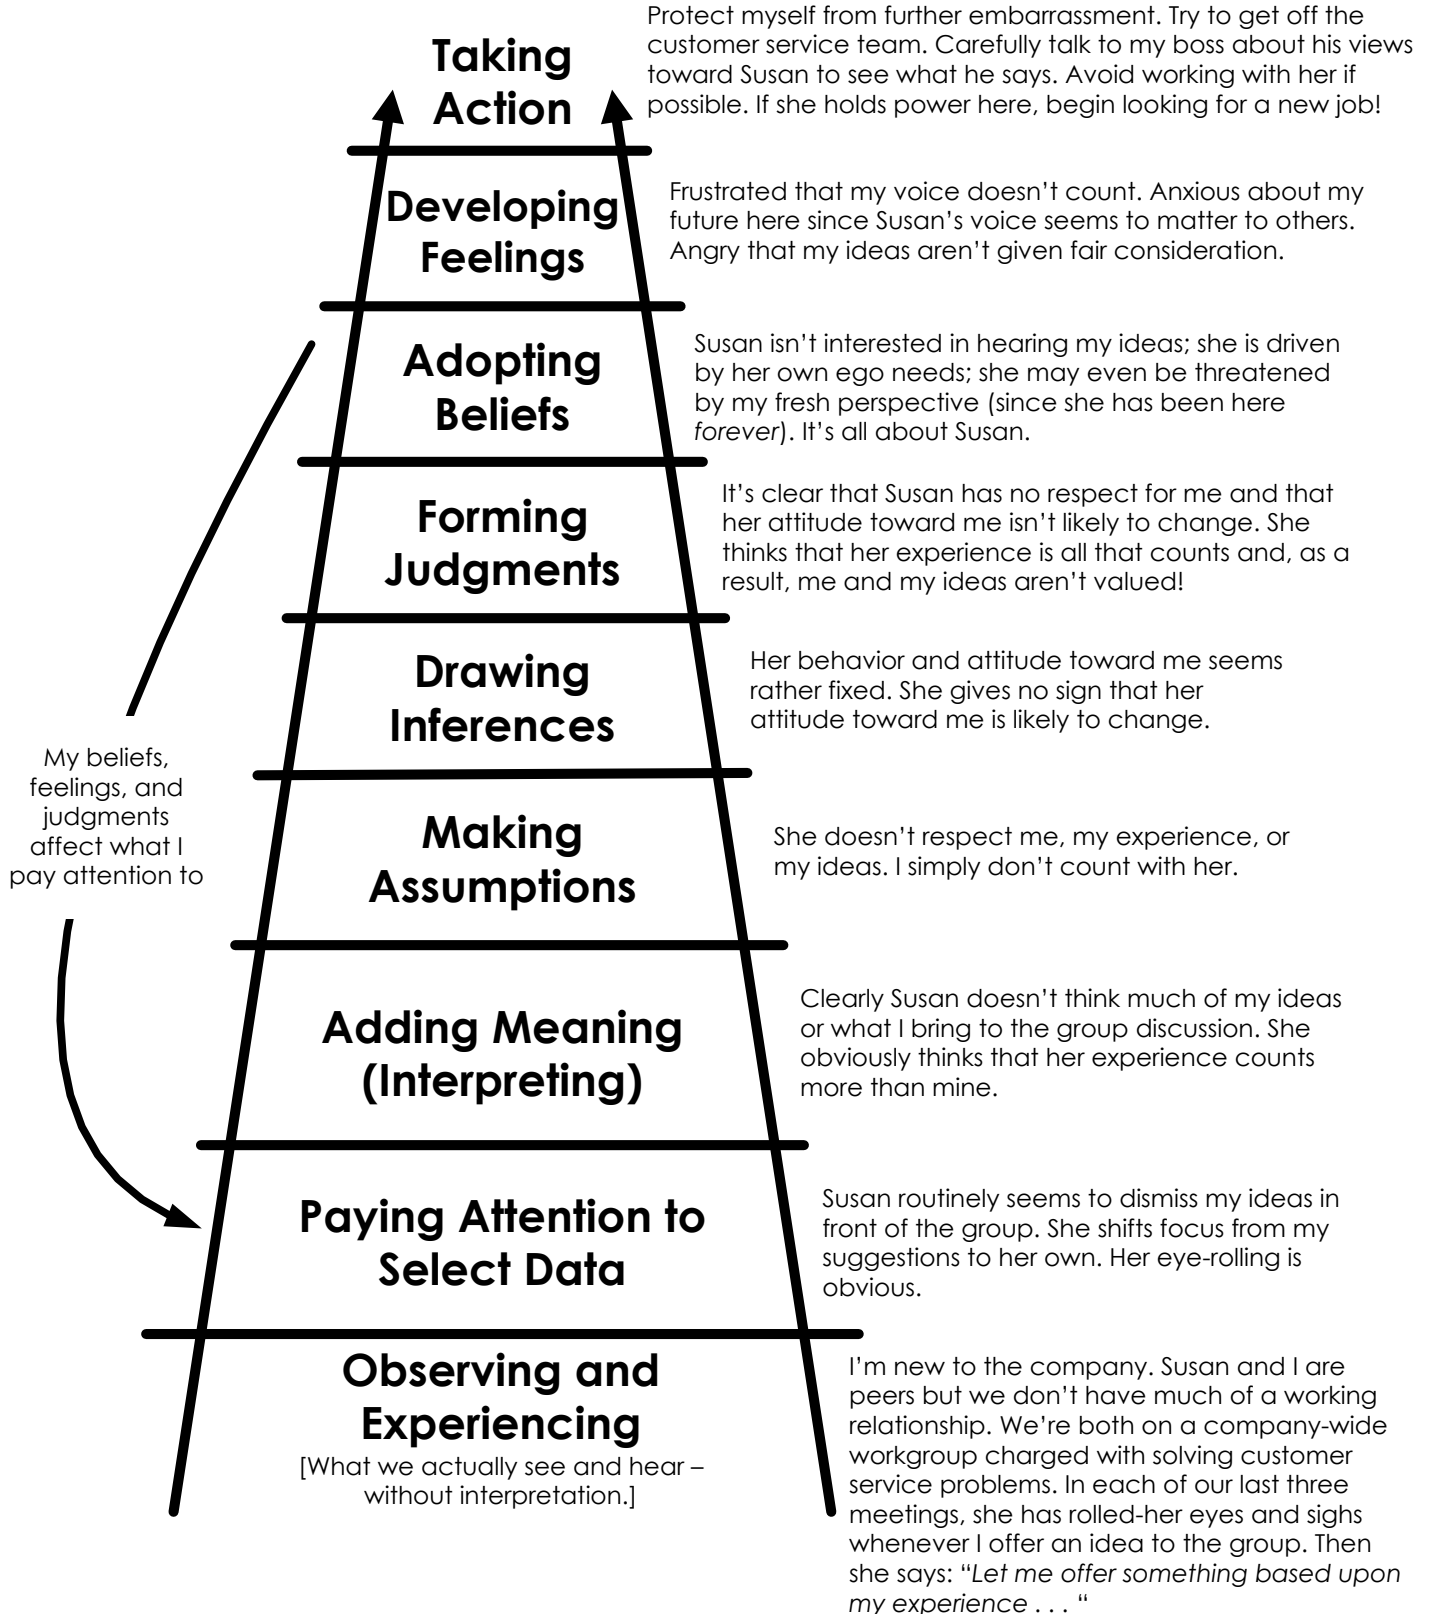 Taking
Action
Protect myself from further embarrassment. Try to get off the
customer service team. Carefully talk to my boss about his views
toward Susan to see what he says. Avoid working with her if
possible. If she holds power here, begin looking for a new job!
Developing
Feelings
Frustrated that my voice doesn’t count. Anxious about my
future here since Susan’s voice seems to matter to others.
Angry that my ideas aren’t given fair consideration.
Adopting
Beliefs
Susan isn’t interested in hearing my ideas; she is driven
by her own ego needs; she may even be threatened
by my fresh perspective (since she has been here
forever). It’s all about Susan.
Forming
Judgments
It’s clear that Susan has no respect for me and that
her attitude toward me isn’t likely to change. She
thinks that her experience is all that counts and, as a
result, me and my ideas aren’t valued!
Drawing
Inferences
Her behavior and attitude toward me seems
rather fixed. She gives no sign that her
attitude toward me is likely to change.
My beliefs,
feelings, and
judgments
affect what I
pay attention to
Making
Assumptions
She doesn’t respect me, my experience, or
my ideas. I simply don’t count with her.
Adding Meaning
(Interpreting)
Clearly Susan doesn’t think much of my ideas
or what I bring to the group discussion. She
obviously thinks that her experience counts
more than mine.
Paying Attention to
Select Data
Susan routinely seems to dismiss my ideas in
front of the group. She shifts focus from my
suggestions to her own. Her eye-rolling is
obvious.
Observing and
Experiencing
[What we actually see and hear –
without interpretation.]
I’m new to the company. Susan and I are
peers but we don’t have much of a working
relationship. We’re both on a company-wide
workgroup charged with solving customer
service problems. In each of our last three
meetings, she has rolled-her eyes and sighs
whenever I offer an idea to the group. Then
she says: “Let me offer something based upon
my experience . . . “